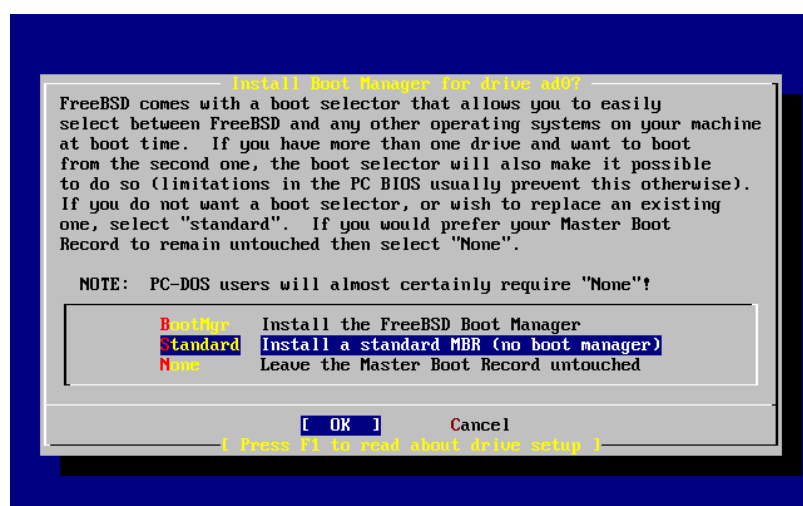 Install Boot Manager for drive ad0?
FreeBSD comes with a boot selector that allows you to easily
select between FreeBSD and any other operating systems on your machine
at boot time.  If you have more than one drive and want to boot
from the second one, the boot selector will also make it possible
to do so (limitations in the PC BIOS usually prevent this otherwise).
If you do not want a boot selector, or wish to replace an existing
one, select "standard".  If you would prefer your Master Boot
Record to remain untouched then select "None".
NOTE:  PC-DOS users will almost certainly require "None"!
BootMgr   Install the FreeBSD Boot Manager
Standard  Install a standard MBR (no boot manager)
None      Leave the Master Boot Record untouched
[  OK  ]     Cancel
[ Press F1 to read about drive setup ]